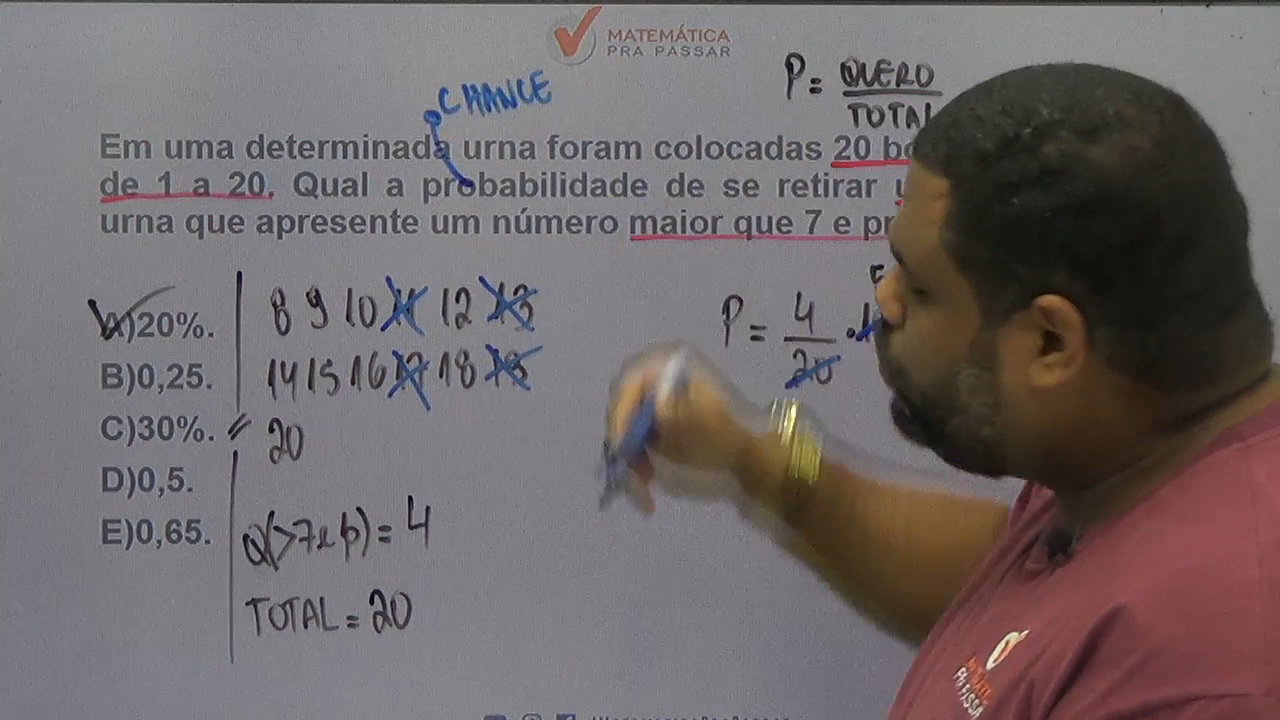 MATEMÁTICA
PRA PASSAR
CHANCE
P = QUERO
TOTAL
Em uma determinada urna foram colocadas 20
de 1 a 20. Qual a probabilidade de se retirar
urna que apresente um número maior que 7 e
A)20%.
B)0,25.
C)30%.
D)0,5.
E)0,65.
8 9 10 11 12 13
14 15 16 17 18 19
20
Q(>7 e p) = 4
TOTAL = 20
P = 4
20
PRA PASSAR